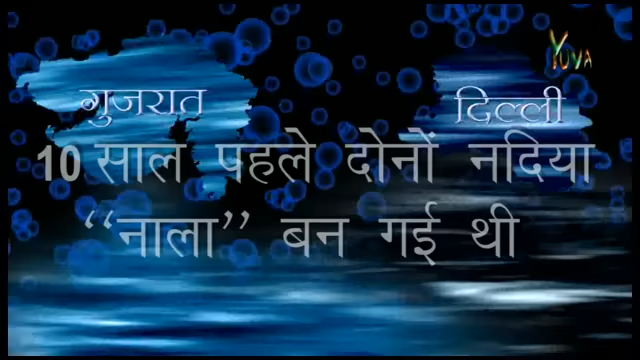 YUVA
गुजरात
दिल्ली
10 साल पहले दोनों नदिया
“नाला” बन गई थी